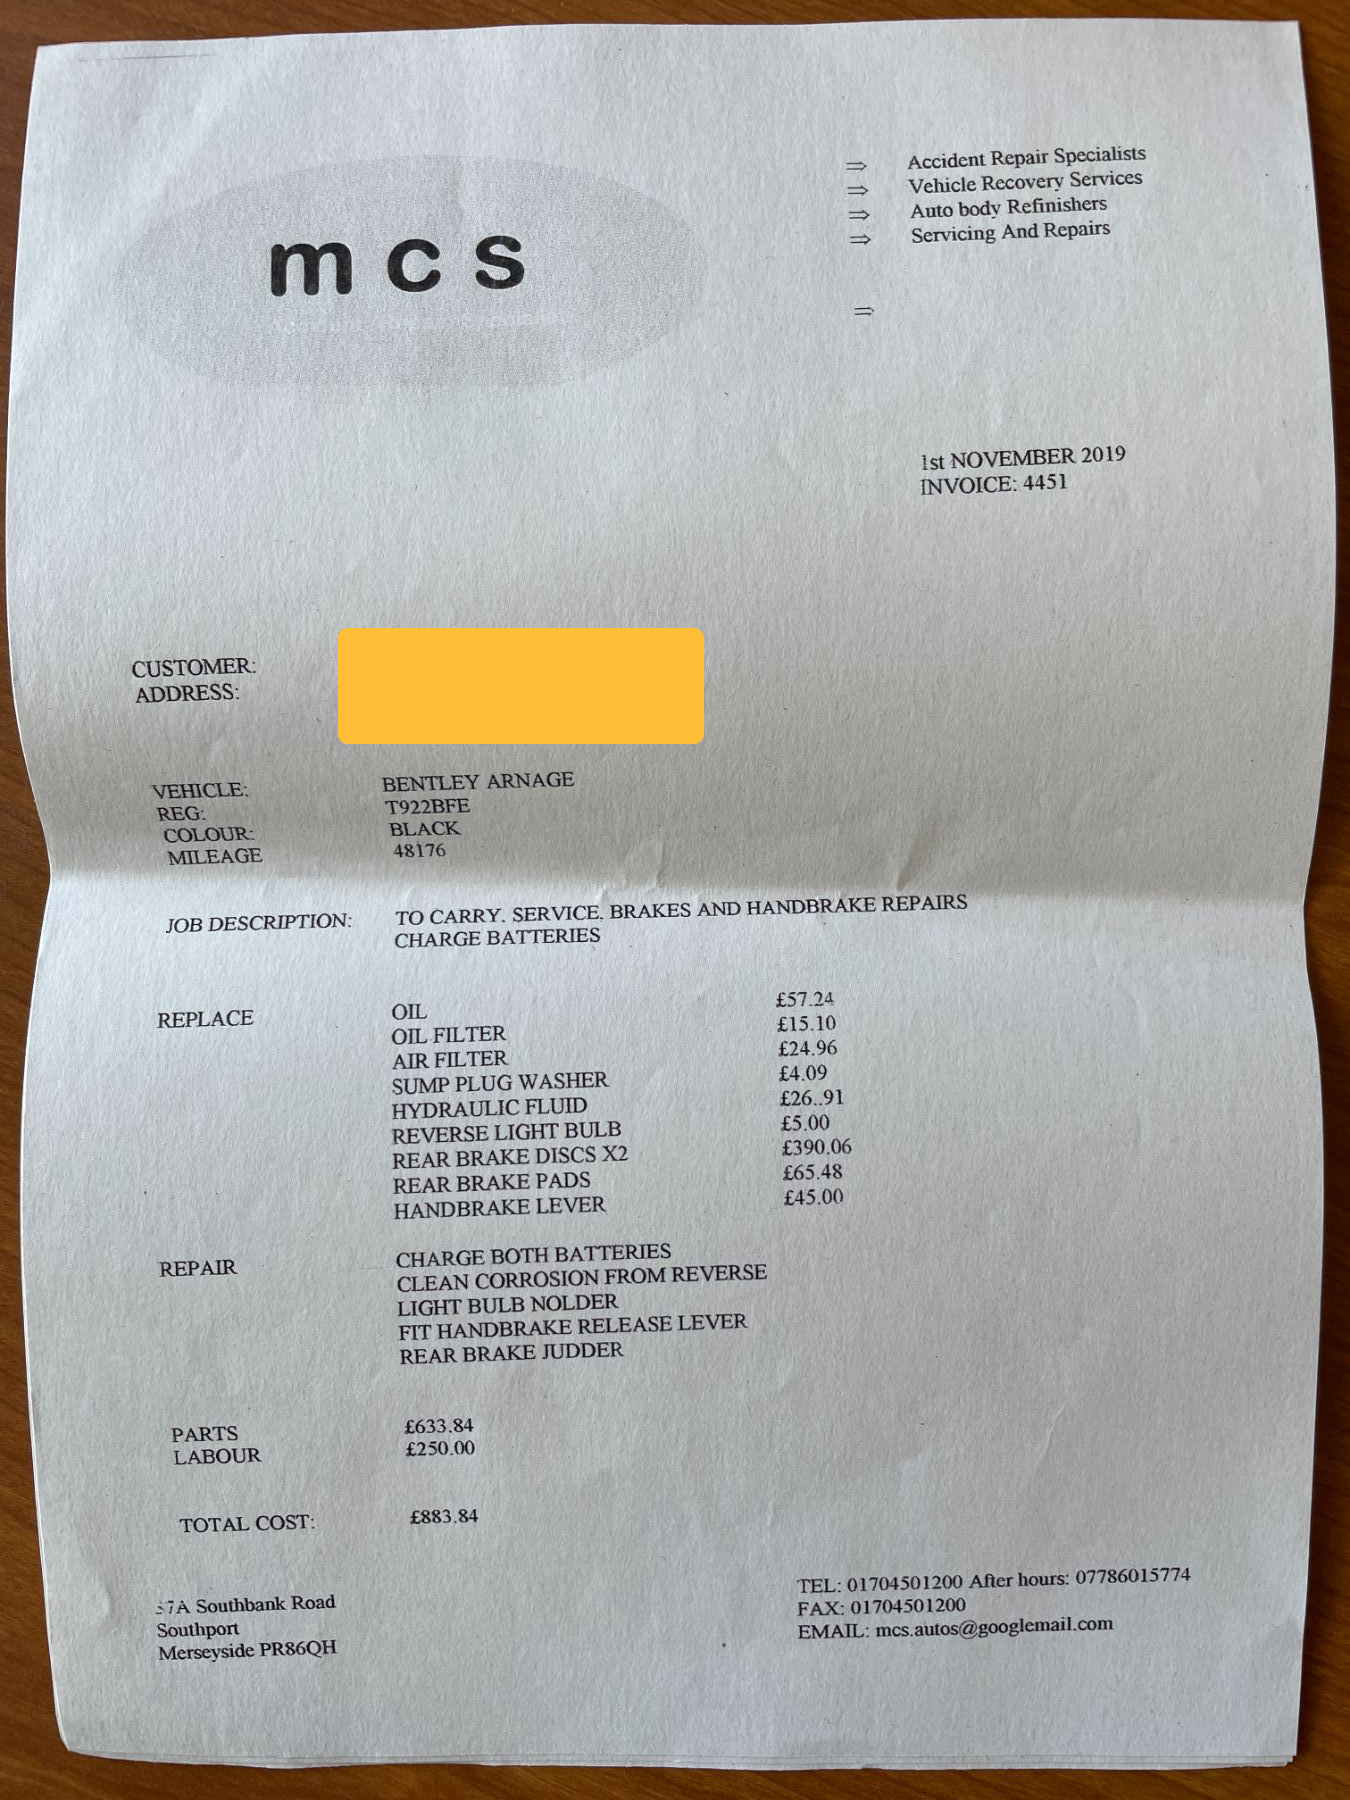 ⇒ Accident Repair Specialists
⇒ Vehicle Recovery Services
⇒ Auto body Refinishers
⇒ Servicing And Repairs
⇒
m c s
1st NOVEMBER 2019
INVOICE: 4451
CUSTOMER:
ADDRESS:
VEHICLE: BENTLEY ARNAGE
REG: T922BFE
COLOUR: BLACK
MILEAGE 48176
JOB DESCRIPTION: TO CARRY. SERVICE. BRAKES AND HANDBRAKE REPAIRS
CHARGE BATTERIES
REPLACE OIL £57.24
OIL FILTER £15.10
AIR FILTER £24.96
SUMP PLUG WASHER £4.09
HYDRAULIC FLUID £26..91
REVERSE LIGHT BULB £5.00
REAR BRAKE DISCS X2 £390.06
REAR BRAKE PADS £65.48
HANDBRAKE LEVER £45.00
REPAIR CHARGE BOTH BATTERIES
CLEAN CORROSION FROM REVERSE
LIGHT BULB NOLDER
FIT HANDBRAKE RELEASE LEVER
REAR BRAKE JUDDER
PARTS £633.84
LABOUR £250.00
TOTAL COST: £883.84
Southbank Road
Southport
Merseyside PR86QH
TEL: 01704501200 After hours: 07786015774
FAX: 01704501200
EMAIL: mcs.autos@googlemail.com